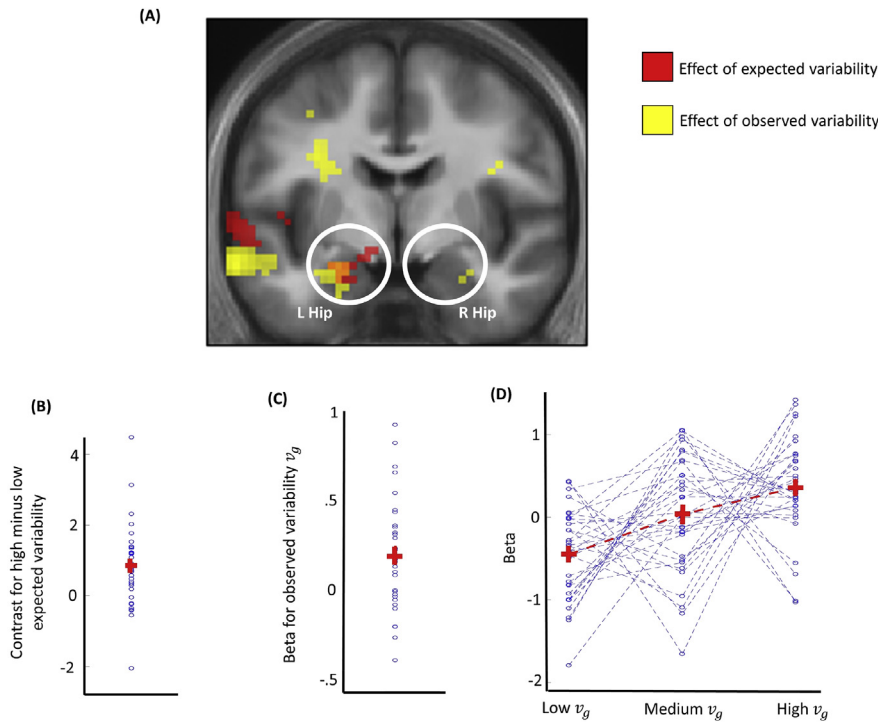 (A)
Effect of expected variability
Effect of observed variability
L Hip
R Hip
(B)
Contrast for high minus low
expected variability
4
2
0
-2
(C)
Beta for observed variability v_g
1
.5
0
-.5
(D)
Beta
1
0
-1
-2
Low v_g
Medium v_g
High v_g